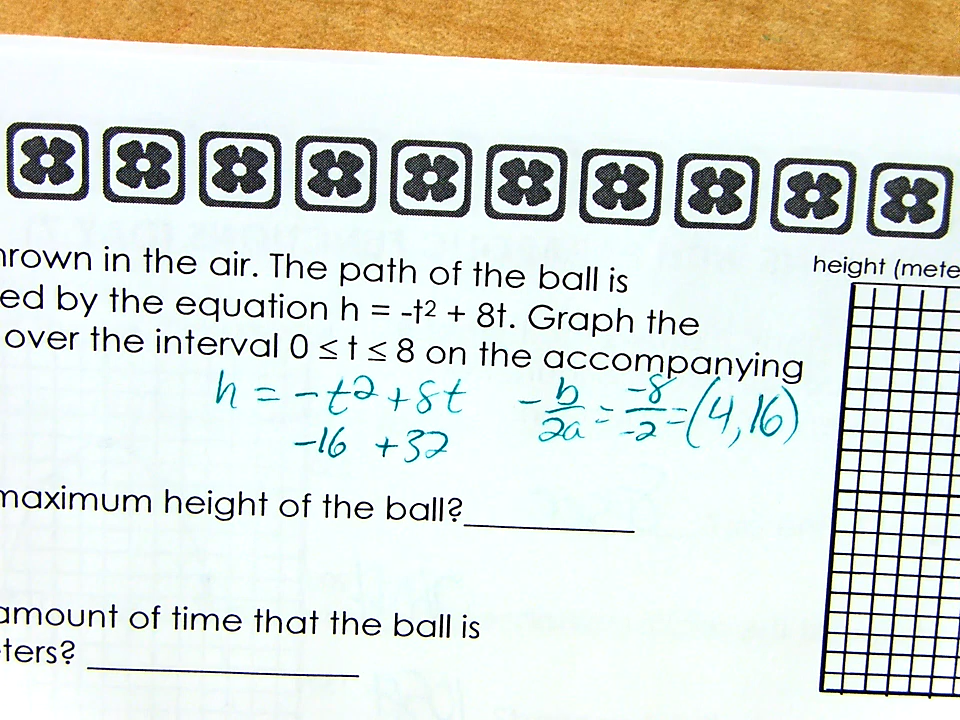 hrown in the air. The path of the ball is
ed by the equation h = -t² + 8t. Graph the
over the interval 0 ≤ t ≤ 8 on the accompanying
height (mete
h = -t² + 8t
-b/2a = -8/-2 = (4, 16)
-16 + 32
maximum height of the ball?
amount of time that the ball is
ters?